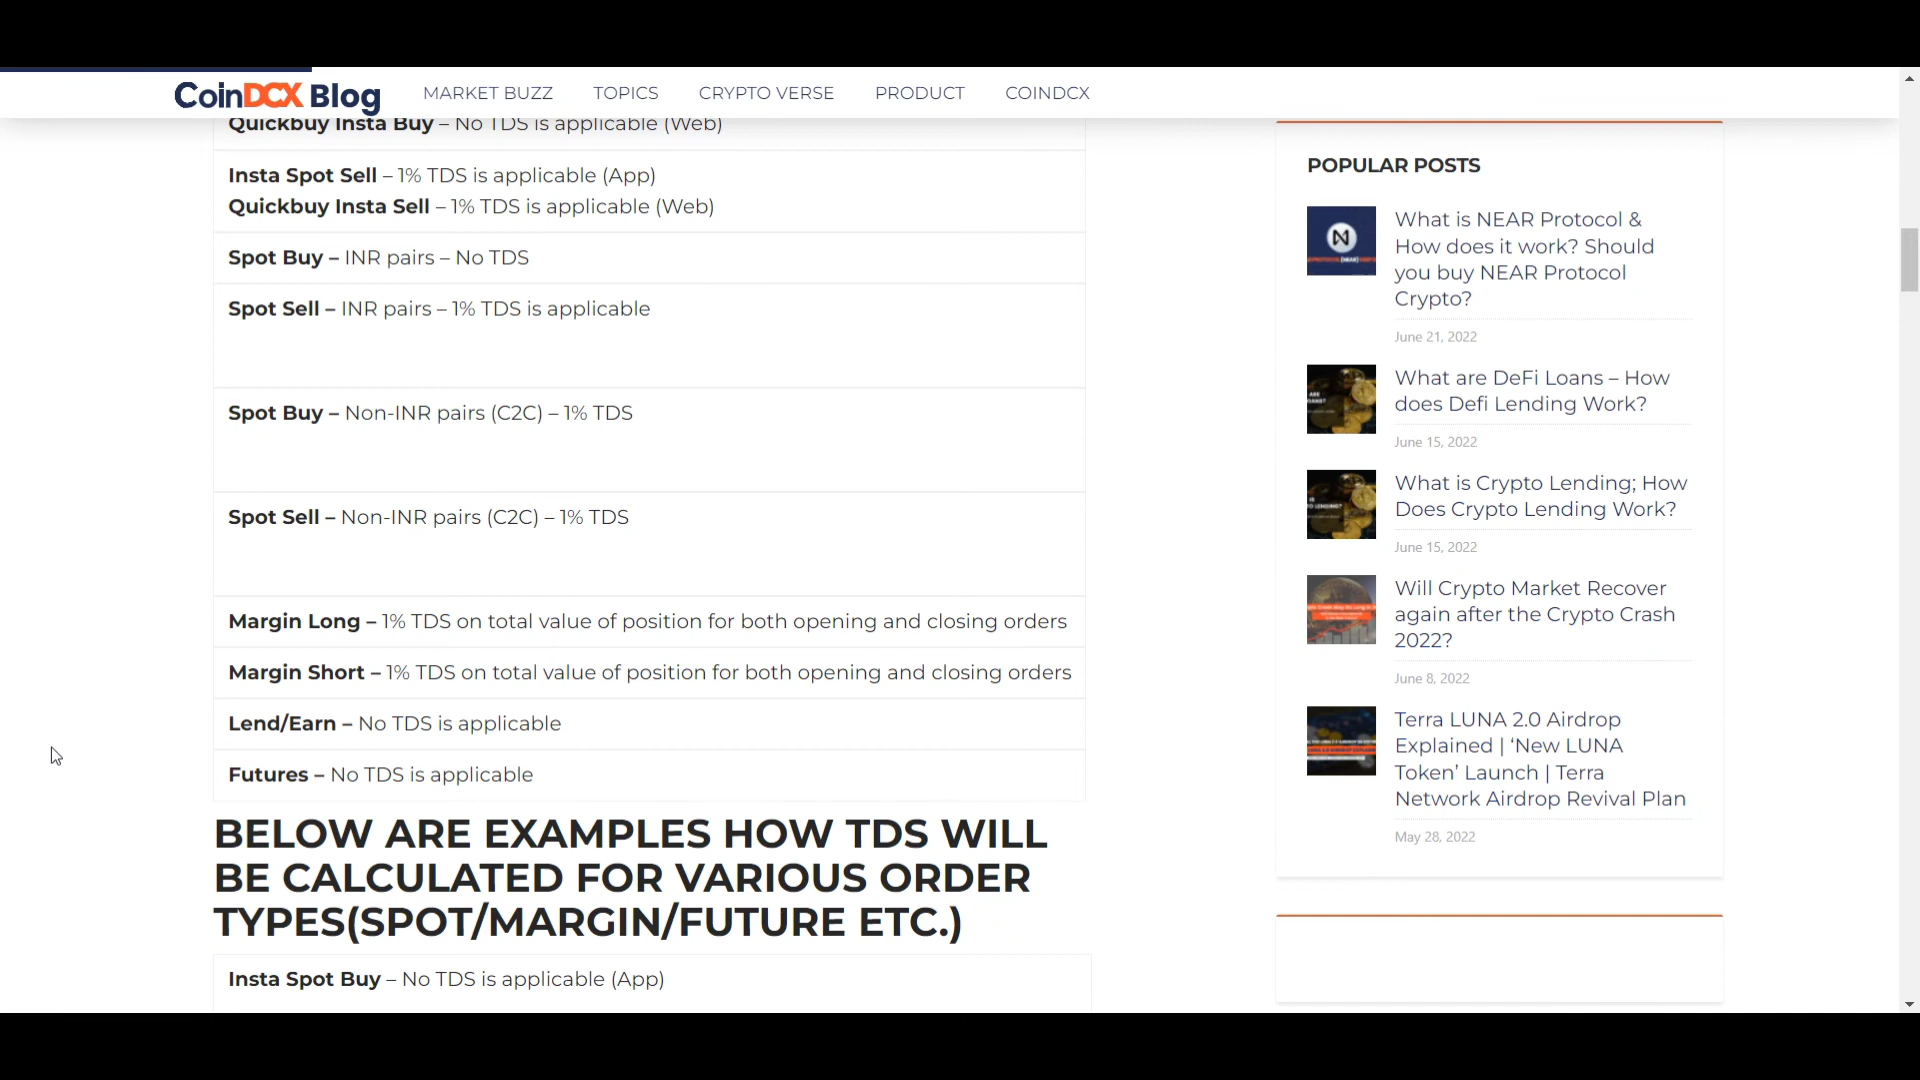 CoinDCX Blog
MARKET BUZZ
TOPICS
CRYPTO VERSE
PRODUCT
COINDCX
Quickbuy Insta Buy – No TDS is applicable (Web)
Insta Spot Sell – 1% TDS is applicable (App)
Quickbuy Insta Sell – 1% TDS is applicable (Web)
Spot Buy – INR pairs – No TDS
Spot Sell – INR pairs – 1% TDS is applicable
Spot Buy – Non-INR pairs (C2C) – 1% TDS
Spot Sell – Non-INR pairs (C2C) – 1% TDS
Margin Long – 1% TDS on total value of position for both opening and closing orders
Margin Short – 1% TDS on total value of position for both opening and closing orders
Lend/Earn – No TDS is applicable
Futures – No TDS is applicable
BELOW ARE EXAMPLES HOW TDS WILL
BE CALCULATED FOR VARIOUS ORDER
TYPES(SPOT/MARGIN/FUTURE ETC.)
Insta Spot Buy – No TDS is applicable (App)
POPULAR POSTS
What is NEAR Protocol &
How does it work? Should
you buy NEAR Protocol
Crypto?
June 21, 2022
What are DeFi Loans – How
does Defi Lending Work?
June 15, 2022
What is Crypto Lending; How
Does Crypto Lending Work?
June 15, 2022
Will Crypto Market Recover
again after the Crypto Crash
2022?
June 8, 2022
Terra LUNA 2.0 Airdrop
Explained | ‘New LUNA
Token’ Launch | Terra
Network Airdrop Revival Plan
May 28, 2022